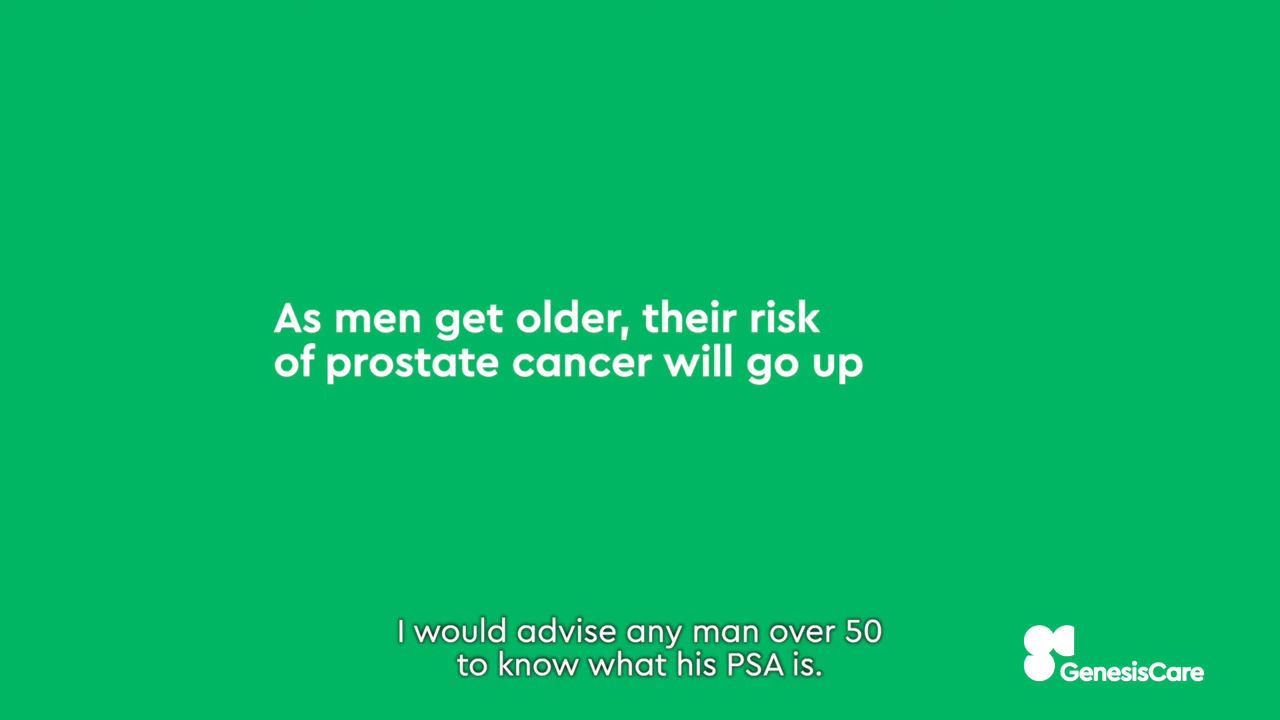 As men get older, their risk
of prostate cancer will go up
I would advise any man over 50
to know what his PSA is.
GenesisCare